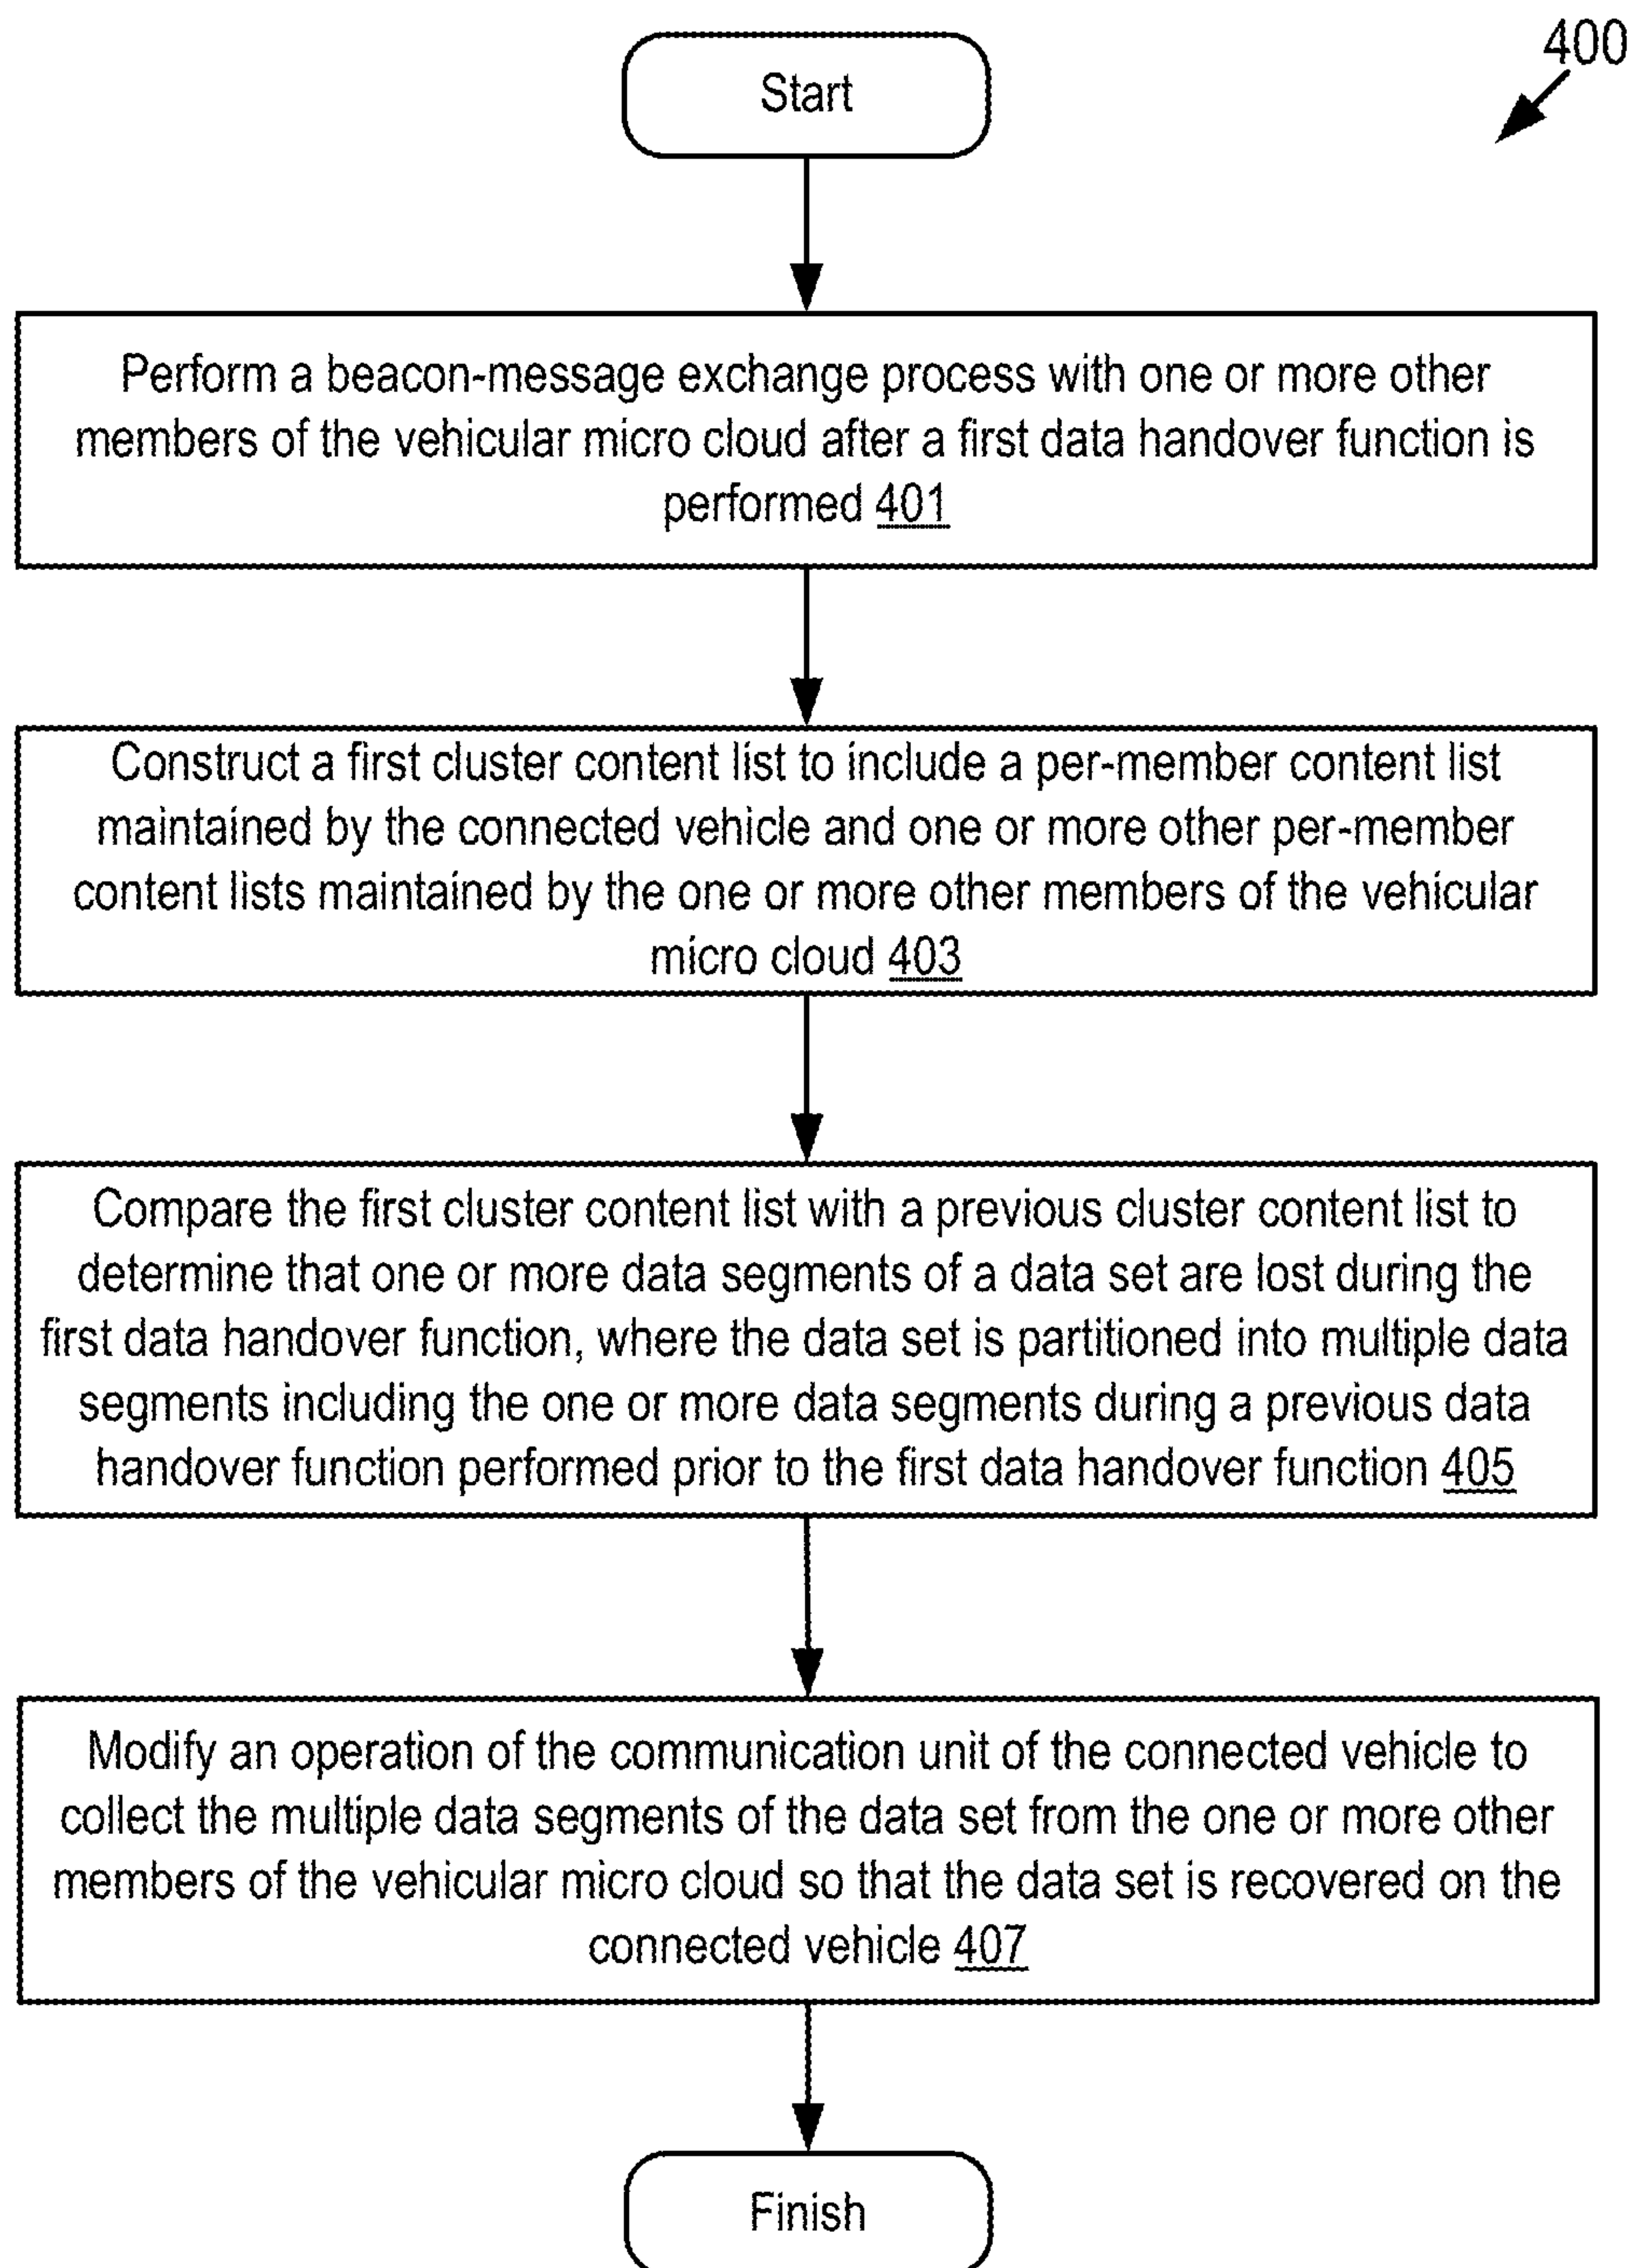 400
Start
Perform a beacon-message exchange process with one or more other
members of the vehicular micro cloud after a first data handover function is
performed 401
Construct a first cluster content list to include a per-member content list
maintained by the connected vehicle and one or more other per-member
content lists maintained by the one or more other members of the vehicular
micro cloud 403
Compare the first cluster content list with a previous cluster content list to
determine that one or more data segments of a data set are lost during the
first data handover function, where the data set is partitioned into multiple data
segments including the one or more data segments during a previous data
handover function performed prior to the first data handover function 405
Modify an operation of the communication unit of the connected vehicle to
collect the multiple data segments of the data set from the one or more other
members of the vehicular micro cloud so that the data set is recovered on the
connected vehicle 407
Finish